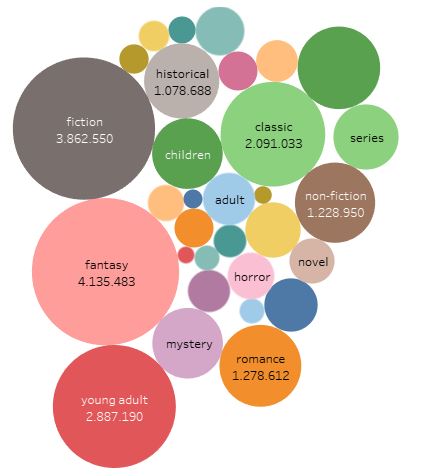 historical
1.078.688
fiction
3.862.550
classic
2.091.033
series
children
adult
non-fiction
1.228.950
fantasy
4.135.483
novel
horror
mystery
romance
1.278.612
young adult
2.887.190